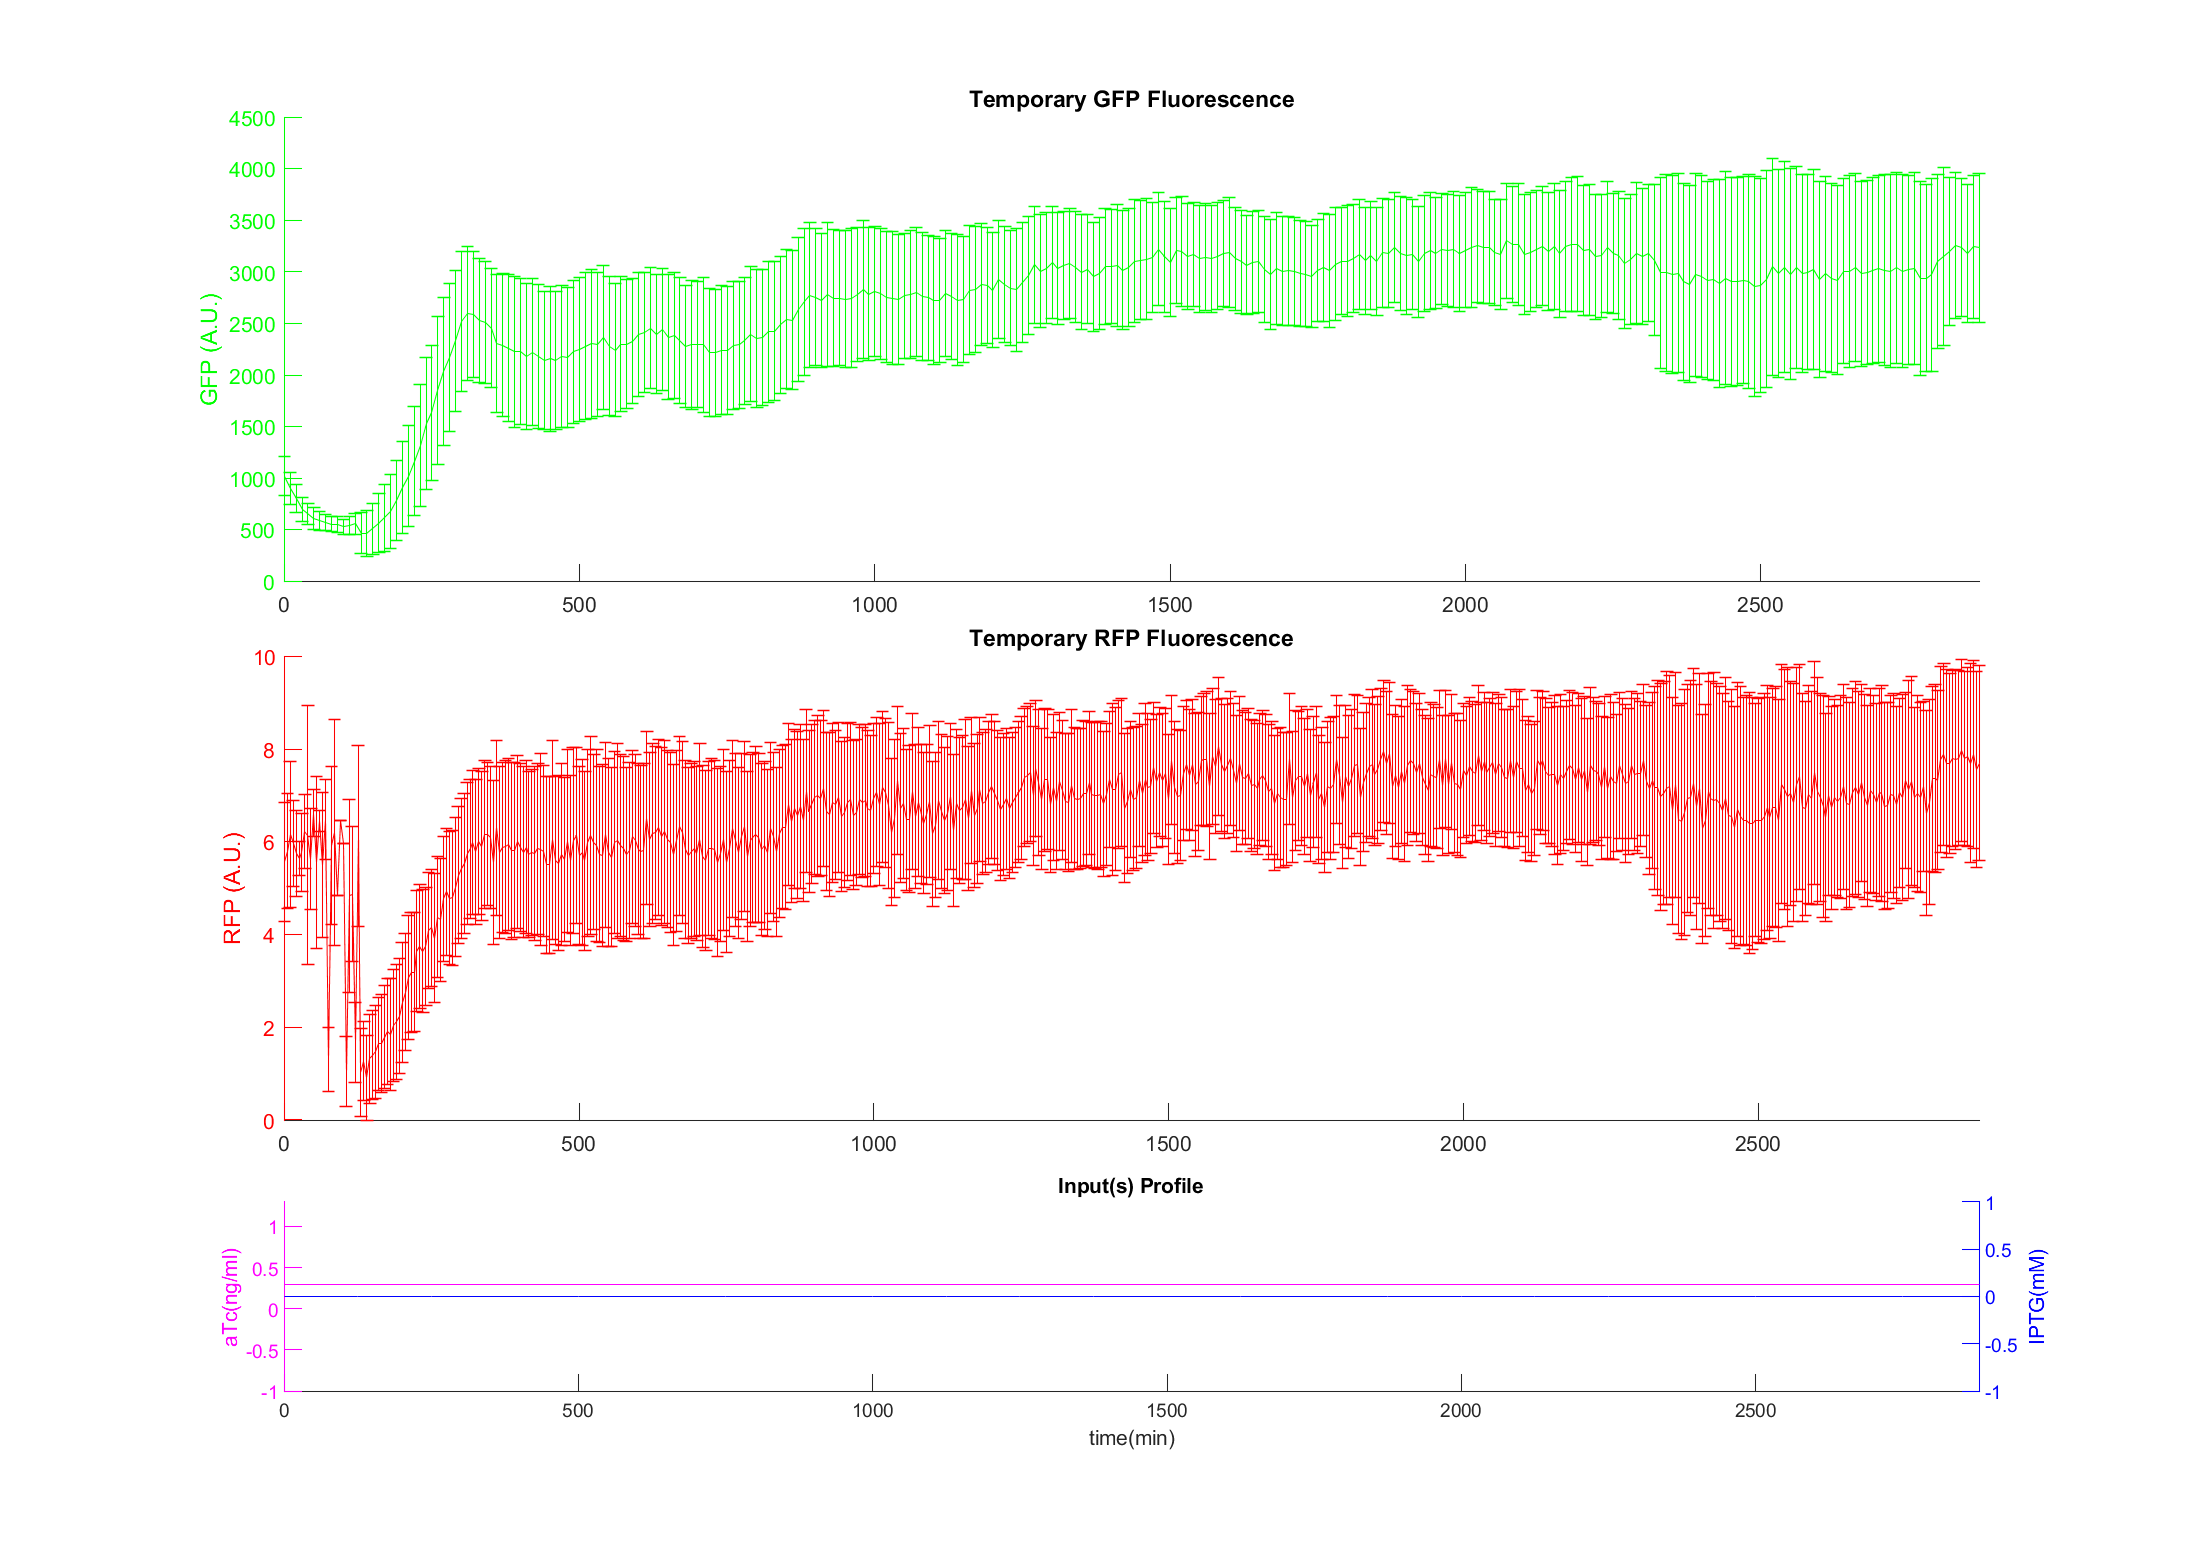 Temporary GFP Fluorescence
4500
4000
3500
3000
2500
2000
1500
1000
500
0
GFP (A.U.)
0 500 1000 1500 2000 2500
Temporary RFP Fluorescence
10
8
6
4
2
0
RFP (A.U.)
0 500 1000 1500 2000 2500
Input(s) Profile
1
0.5
0
-0.5
-1
aTc(ng/ml)
1
0.5
0
-0.5
-1
IPTG(mM)
0 500 1000 1500 2000 2500
time(min)